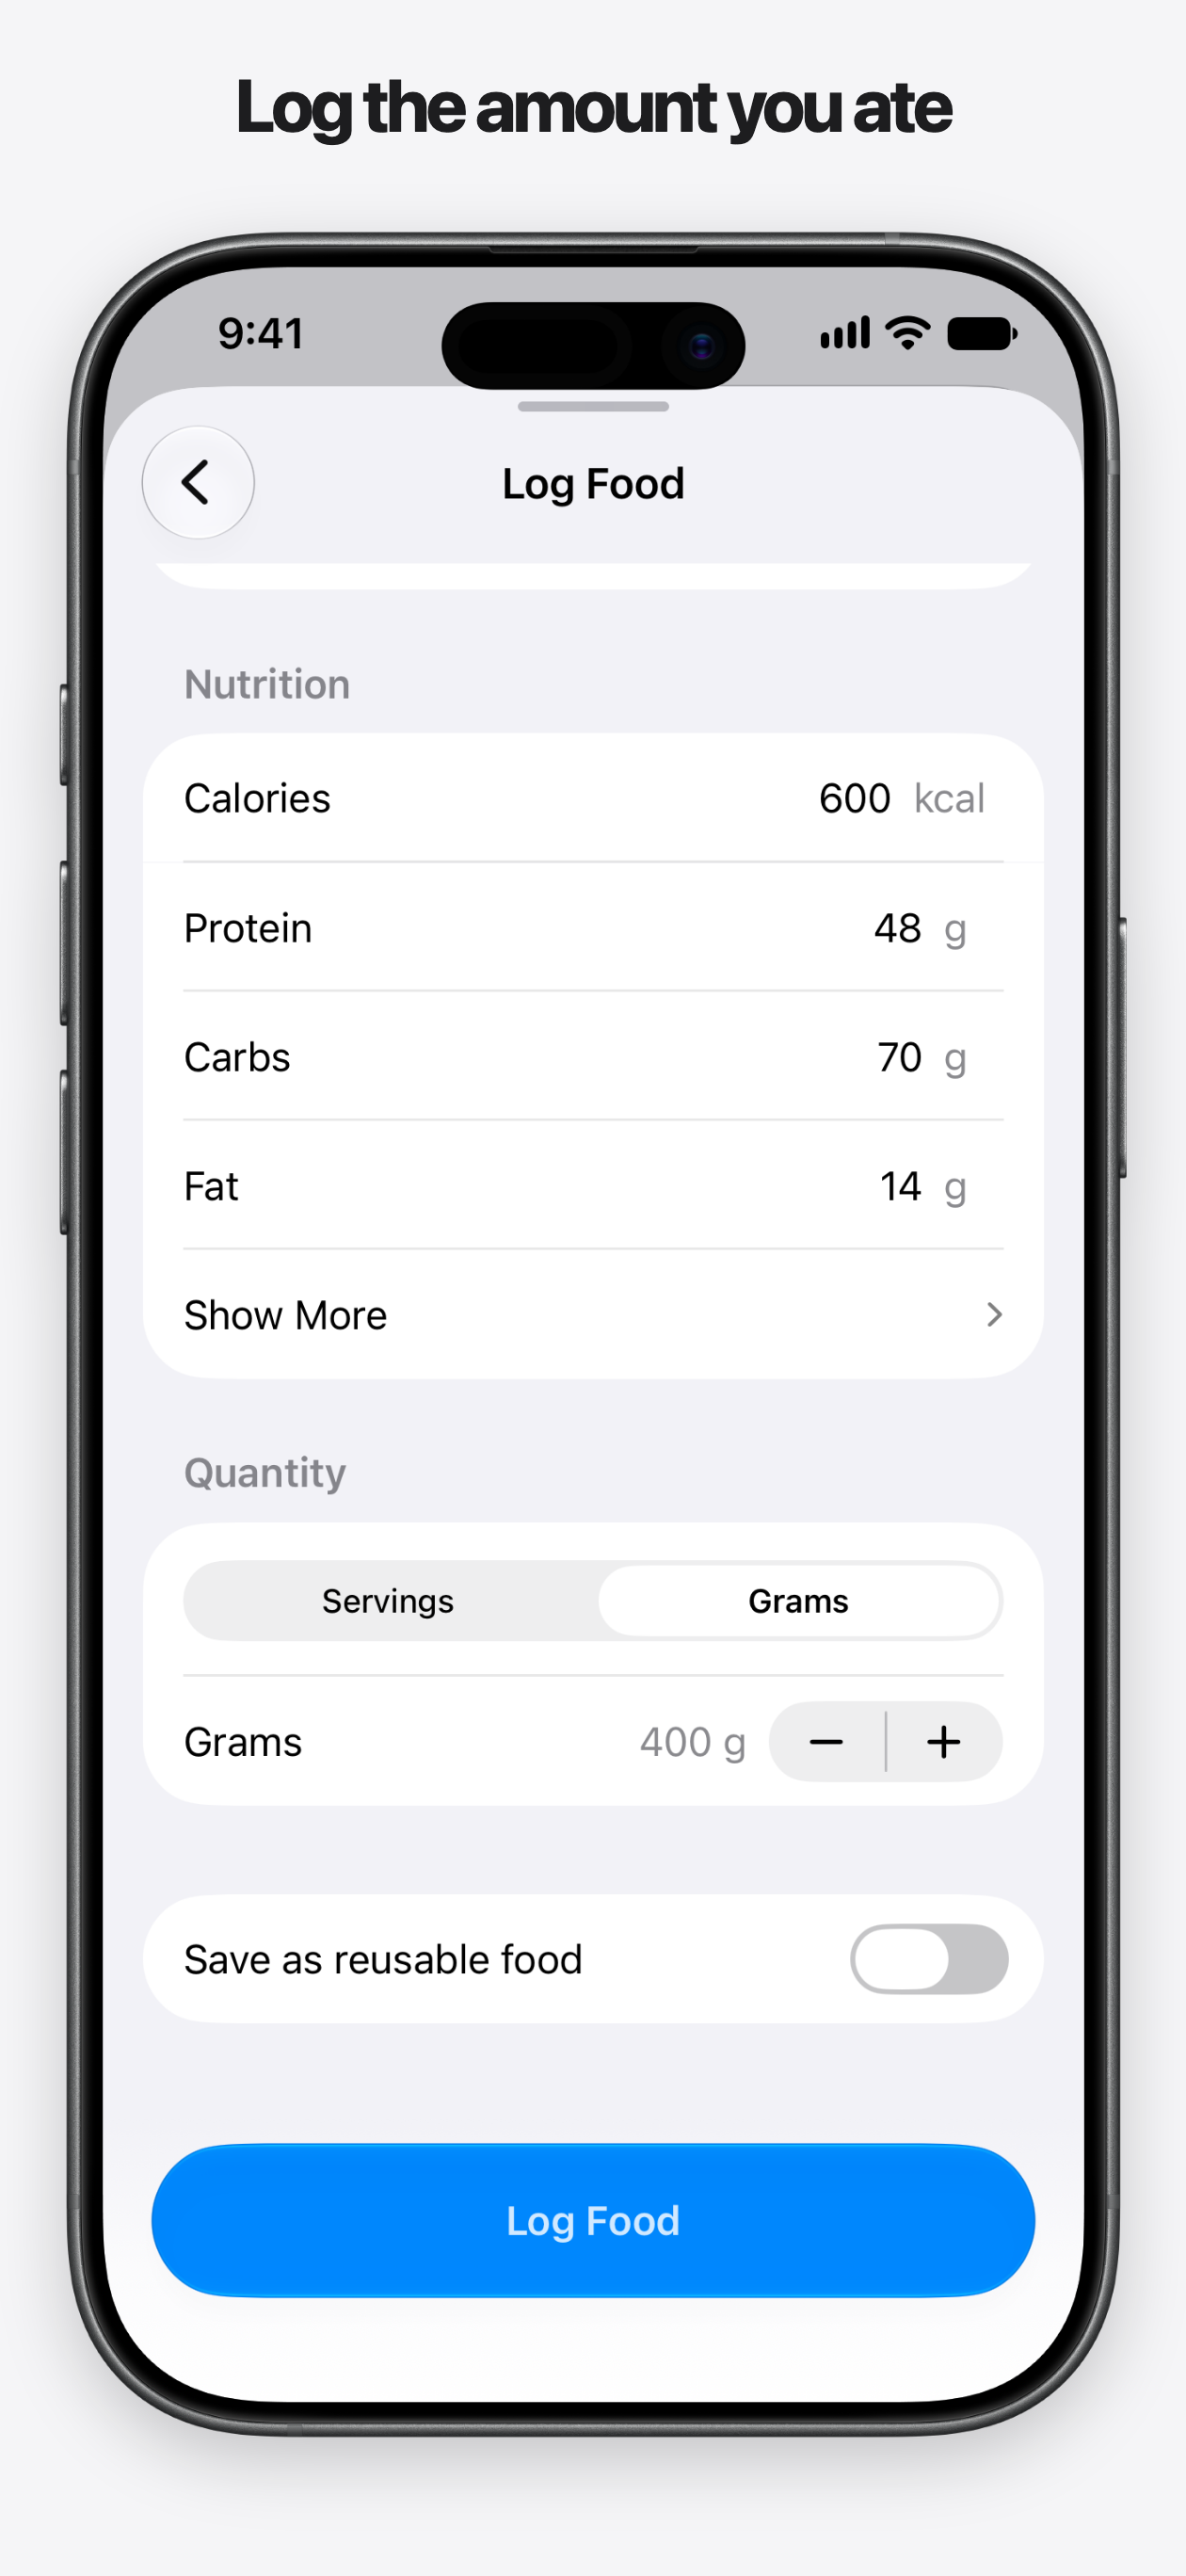 Log the amount you ate
9:41
Log Food
Nutrition
Calories 600 kcal
Protein 48 g
Carbs 70 g
Fat 14 g
Show More
Quantity
Servings Grams
Grams 400 g
Save as reusable food
Log Food